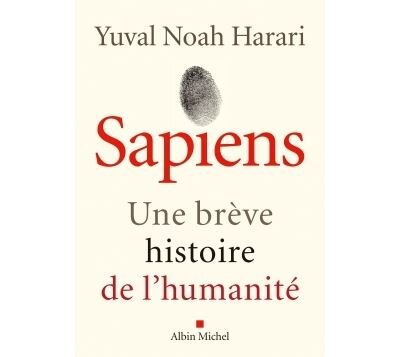 Yuval Noah Harari
Sapiens
Une brève
histoire
de l'humanité
Albin Michel